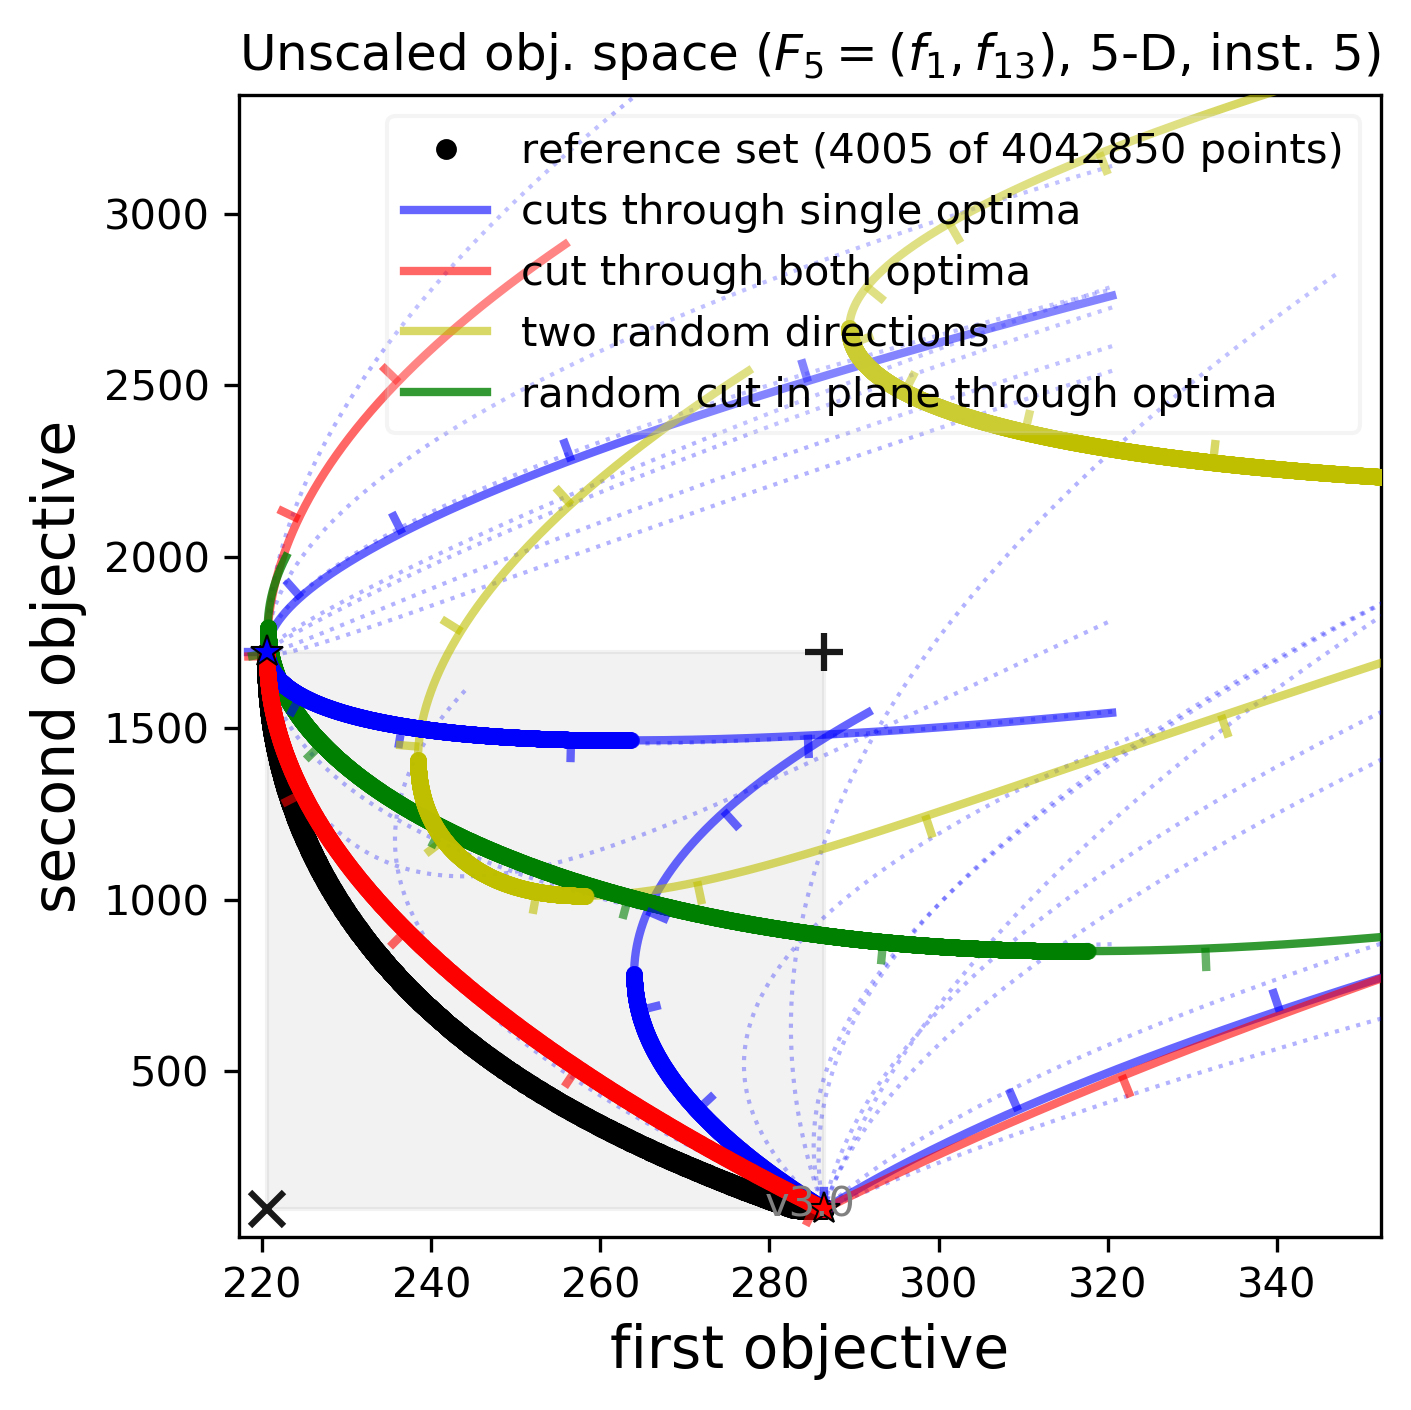 Unscaled obj. space (F₅ = (f₁, f₁₃), 5-D, inst. 5)
reference set (4005 of 4042850 points)
cuts through single optima
cut through both optima
two random directions
random cut in plane through optima
second objective
3000
2500
2000
1500
1000
500
v3.0
220 240 260 280 300 320 340
first objective